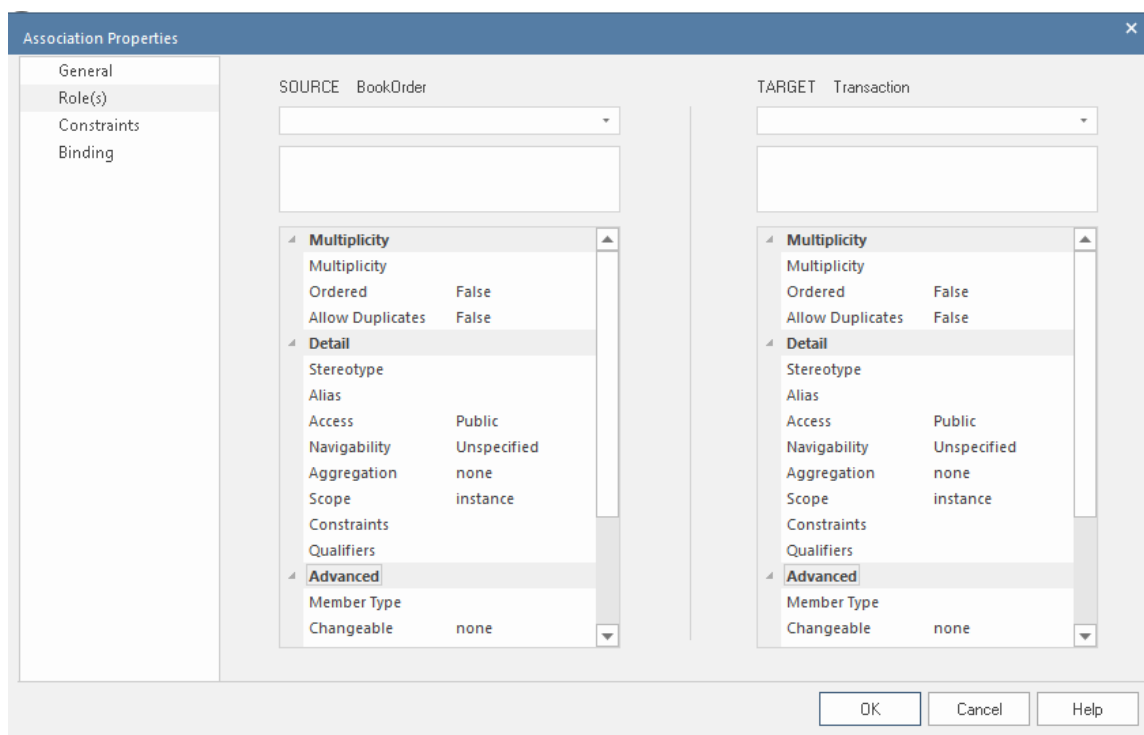 Association Properties
General
Role(s)
Constraints
Binding
SOURCE BookOrder
Multiplicity
Multiplicity
Ordered False
Allow Duplicates False
Detail
Stereotype
Alias
Access Public
Navigability Unspecified
Aggregation none
Scope instance
Constraints
Qualifiers
Advanced
Member Type
Changeable none
TARGET Transaction
Multiplicity
Multiplicity
Ordered False
Allow Duplicates False
Detail
Stereotype
Alias
Access Public
Navigability Unspecified
Aggregation none
Scope instance
Constraints
Qualifiers
Advanced
Member Type
Changeable none
OK
Cancel
Help